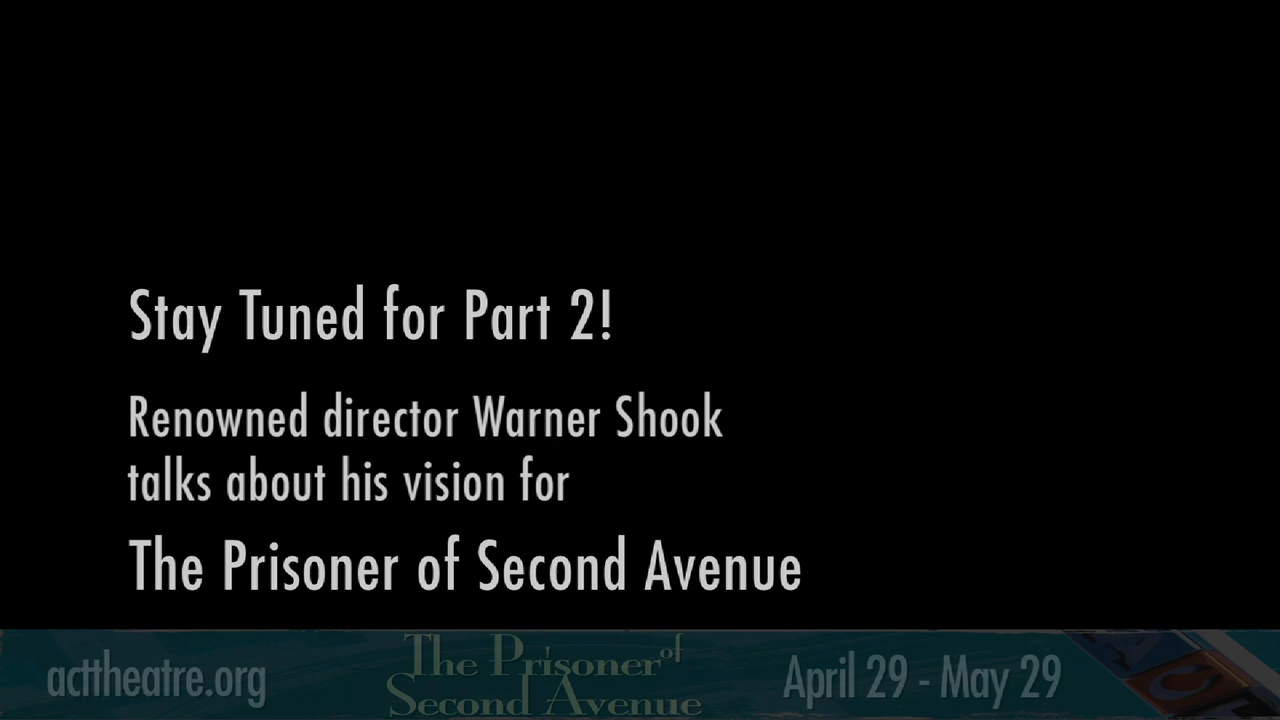 Stay Tuned for Part 2!
Renowned director Warner Shook
talks about his vision for
The Prisoner of Second Avenue
acttheatre.org
The Prisoner of
Second Avenue
April 29 - May 29